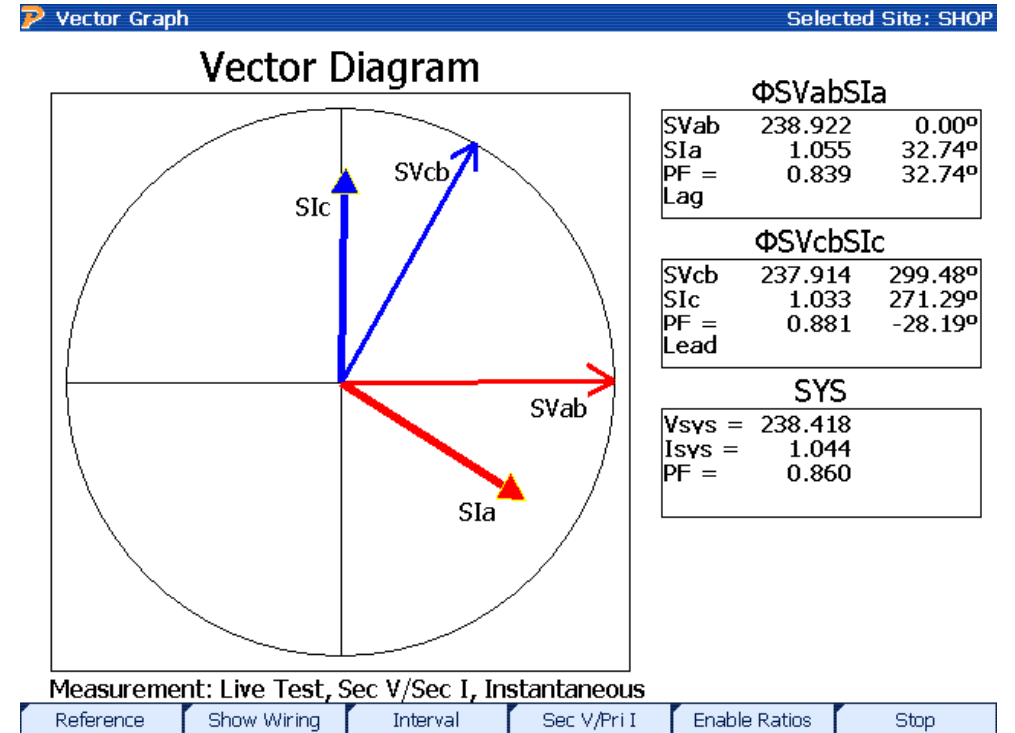 Vector Graph Selected Site: SHOP
Vector Diagram
SVcb
SIc
SVab
SIa
ΦSVabSIa
SVab 238.922 0.00º
SIa 1.055 32.74º
PF = 0.839 32.74º
Lag
ΦSVcbSIc
SVcb 237.914 299.48º
SIc 1.033 271.29º
PF = 0.881 -28.19º
Lead
SYS
Vsys = 238.418
Isys = 1.044
PF = 0.860
Measurement: Live Test, Sec V/Sec I, Instantaneous
Reference Show Wiring Interval Sec V/Pri I Enable Ratios Stop